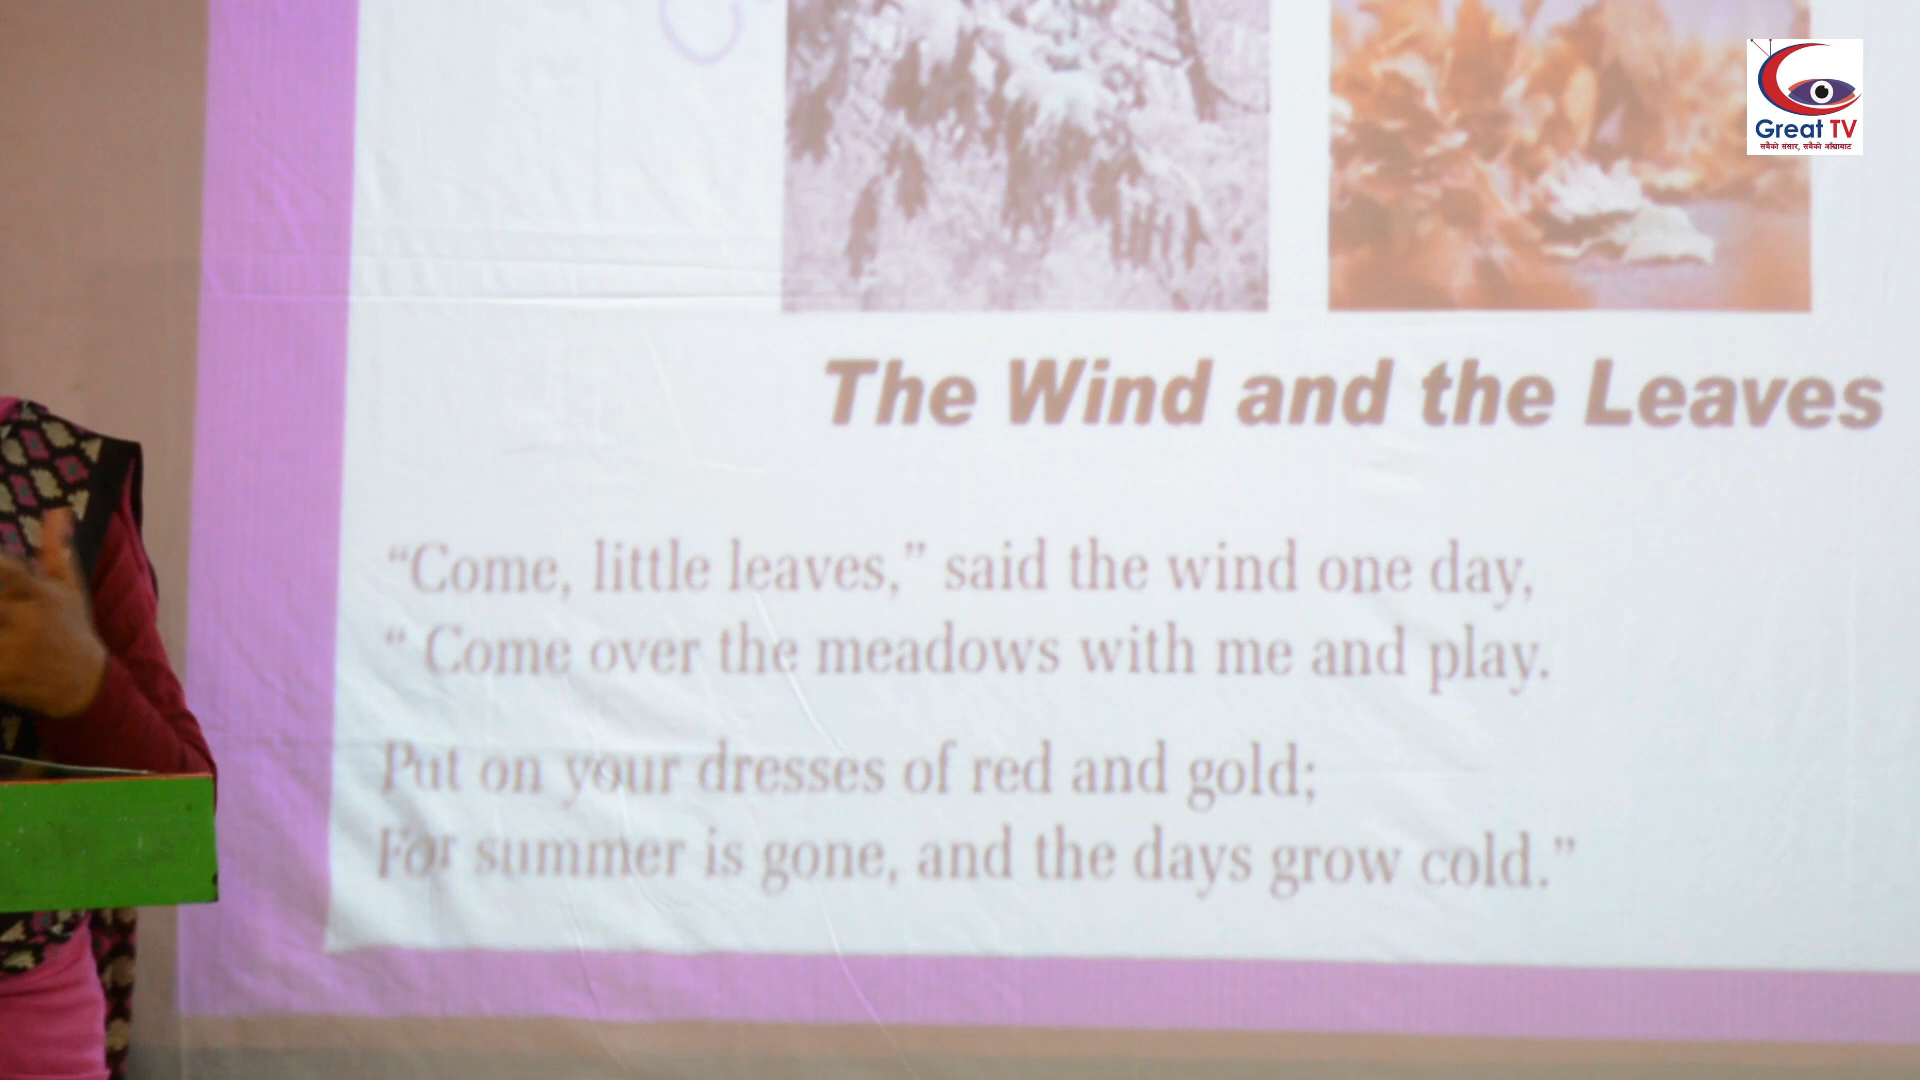 Great TV
सबैको संसार, सबैको आँखाबाट
The Wind and the Leaves
“Come, little leaves,” said the wind one day,
“ Come over the meadows with me and play.
Put on your dresses of red and gold;
For summer is gone, and the days grow cold.”